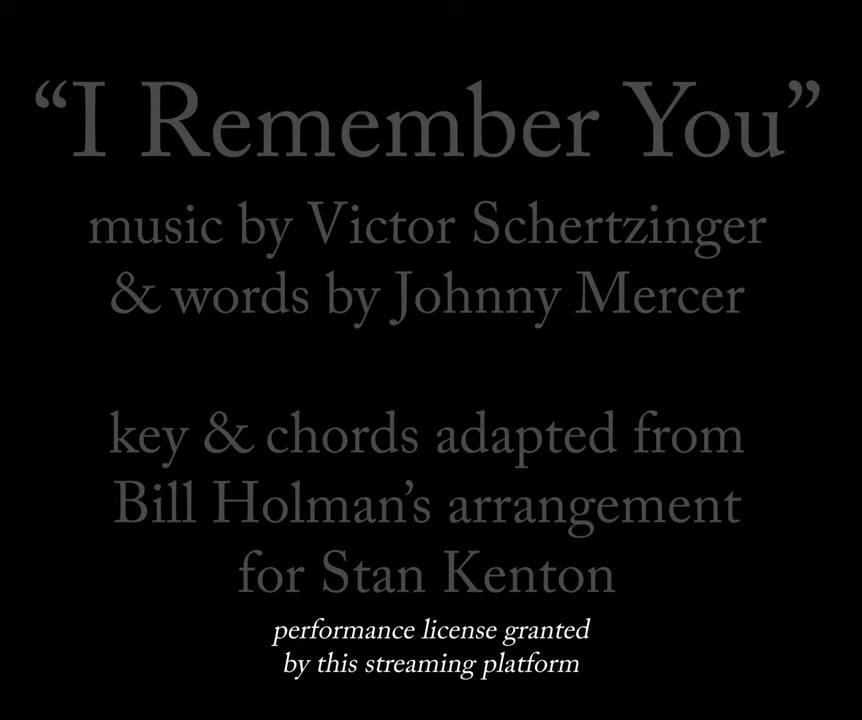 “I Remember You”
music by Victor Schertzinger
& words by Johnny Mercer
key & chords adapted from
Bill Holman’s arrangement
for Stan Kenton
performance license granted
by this streaming platform